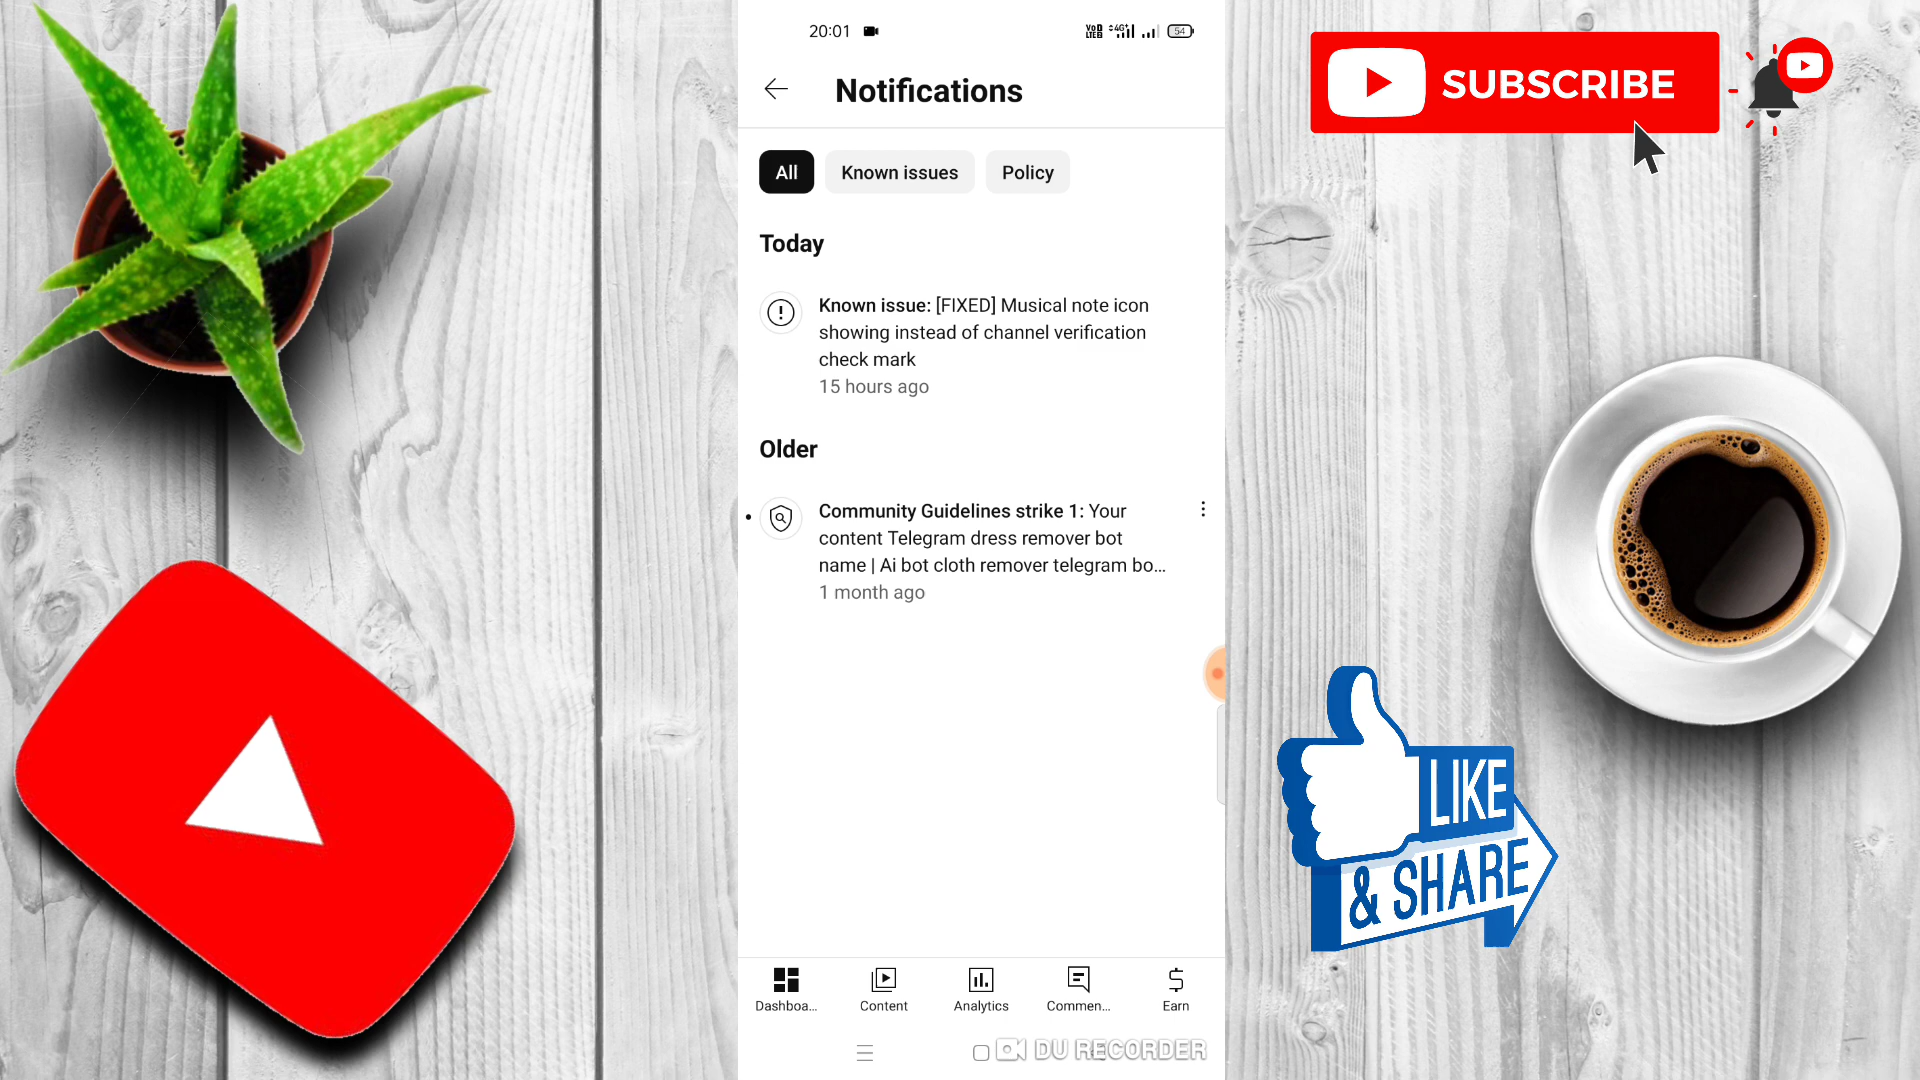 20:01
54
Notifications
All
Known issues
Policy
Today
Known issue: [FIXED] Musical note icon
showing instead of channel verification
check mark
15 hours ago
Older
Community Guidelines strike 1: Your
content Telegram dress remover bot
name | Ai bot cloth remover telegram bo...
1 month ago
Dashboa...
Content
Analytics
Commen...
Earn
DU RECORDER
SUBSCRIBE
LIKE
& SHARE